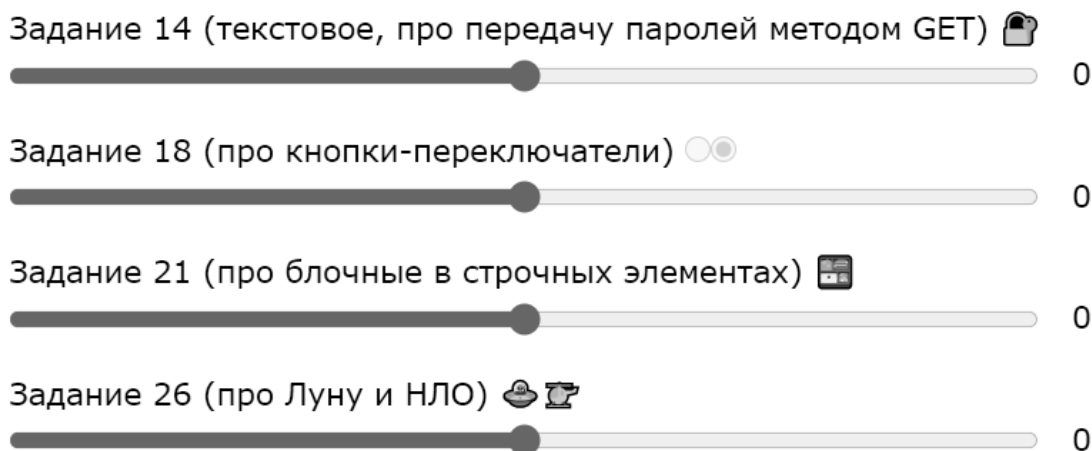 Задание 14 (текстовое, про передачу паролей методом GET)
0
Задание 18 (про кнопки-переключатели)
0
Задание 21 (про блочные в строчных элементах)
0
Задание 26 (про Луну и НЛО)
0